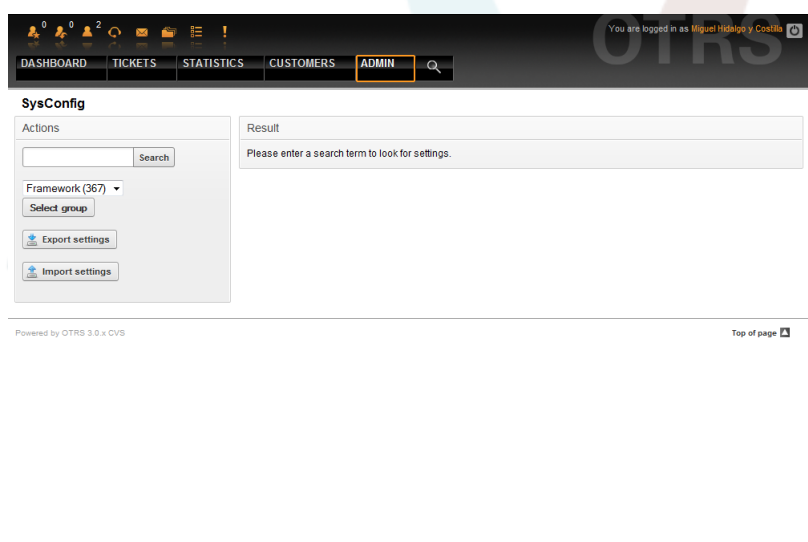 0 0 2
You are logged in as Miguel Hidalgo y Costilla
OTRS
DASHBOARD TICKETS STATISTICS CUSTOMERS ADMIN
SysConfig
Actions
Search
Framework (367)
Select group
Export settings
Import settings
Result
Please enter a search term to look for settings.
Powered by OTRS 3.0.x CVS
Top of page